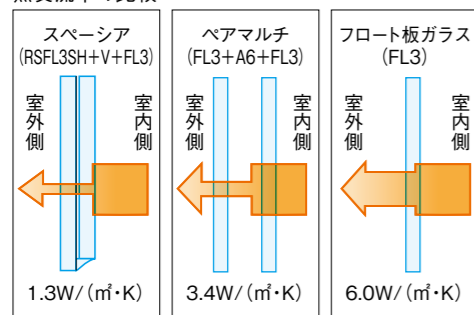 スペーシア
(RSFL3SH+V+FL3)
室外側
室内側
1.3W/(㎡・K)
ペアマルチ
(FL3+A6+FL3)
室外側
室内側
3.4W/(㎡・K)
フロート板ガラス
(FL3)
室外側
室内側
6.0W/(㎡・K)